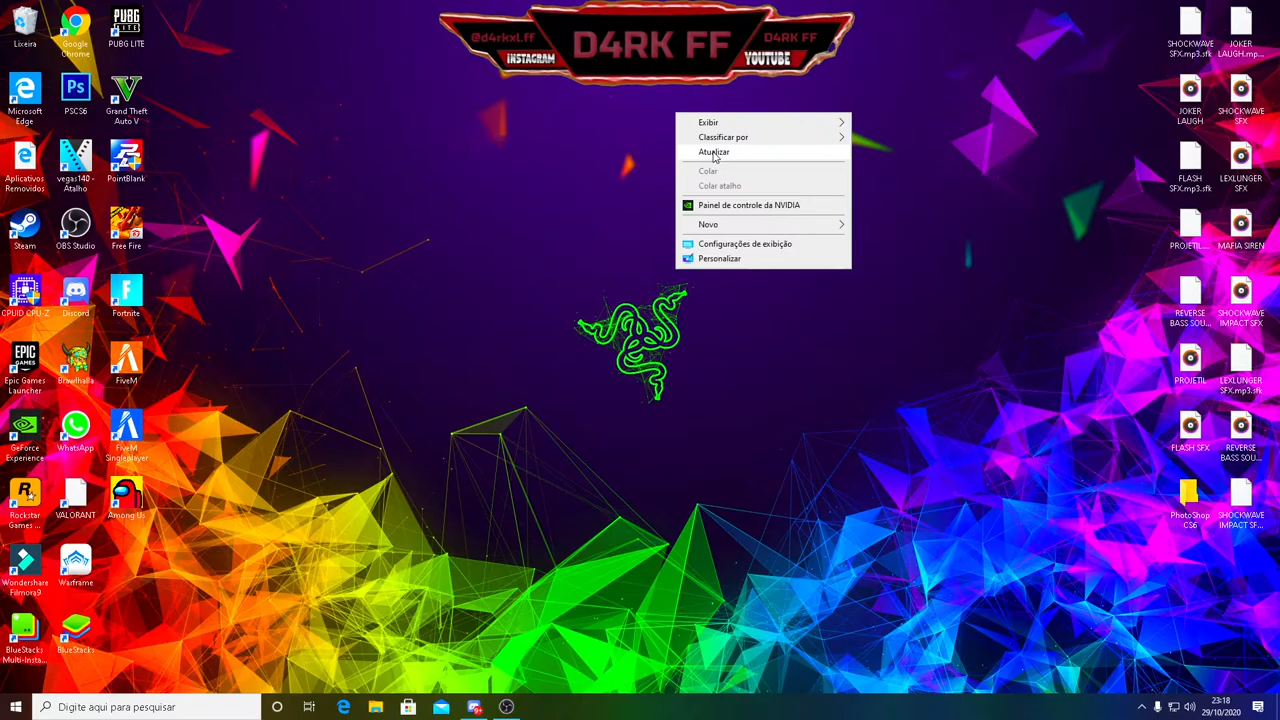 @d4rkxl.ff
INSTAGRAM
D4RK FF
D4RK FF
YOUTUBE
Lixeira
Google
Chrome
PUBG LITE
Microsoft
Edge
PSCS6
Grand Theft
Auto V
Aplicativos
Removidos
vegas140 -
Atalho
PointBlank
Steam
OBS Studio
Free Fire
CPUID CPU-Z
Discord
Fortnite
Epic Games
Launcher
Brawlhalla
FiveM
GeForce
Experience
WhatsApp
FiveM
Singleplayer
Rockstar
Games ...
VALORANT
Among Us
Wondershare
Filmora9
Warframe
BlueStacks
Multi-Insta...
BlueStacks
Exibir
Classificar por
Atualizar
Colar
Colar atalho
Painel de controle da NVIDIA
Novo
Configurações de exibição
Personalizar
SHOCKWAVE
SFX.mp3.sfk
JOKER
LAUGH.mp...
JOKER
LAUGH
SHOCKWAVE
SFX
FLASH
SFX.mp3.sfk
LEXLUNGER
SFX
PROJETIL....
MAFIA SIREN
REVERSE
BASS SOU...
SHOCKWAVE
IMPACT SFX
PROJETIL
LEXLUNGER
SFX.mp3.sfk
FLASH SFX
REVERSE
BASS SOU...
PhotoShop
CS6
SHOCKWAVE
IMPACT SF...
Digite aqui para pesquisar
23:18
29/10/2020